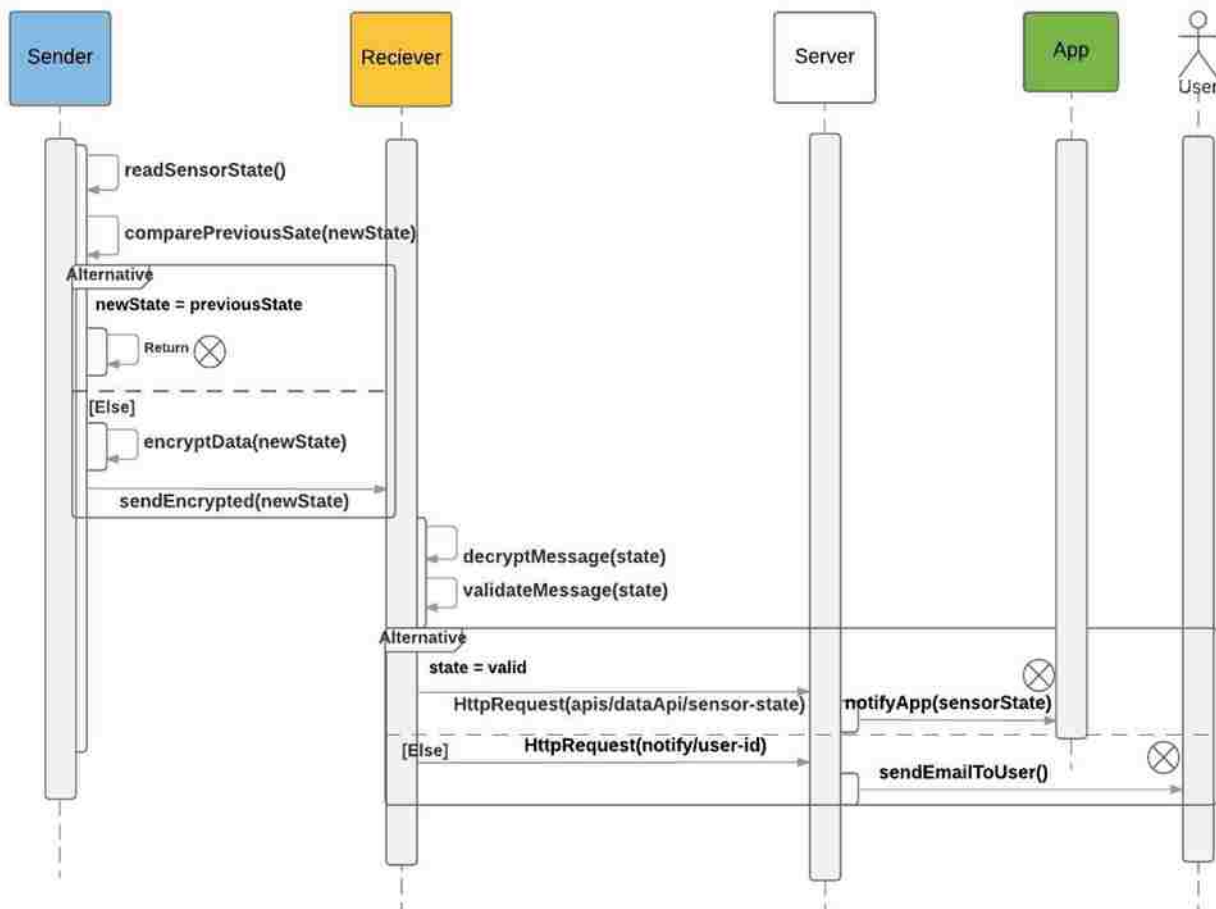 Sender
Reciever
Server
App
User
readSensorState()
comparePreviousSate(newState)
Alternative
newState = previousState
Return
[Else]
encryptData(newState)
sendEncrypted(newState)
decryptMessage(state)
validateMessage(state)
Alternative
state = valid
HttpRequest(apis/dataApi/sensor-state)
notifyApp(sensorState)
[Else]
HttpRequest(notify/user-id)
sendEmailToUser()